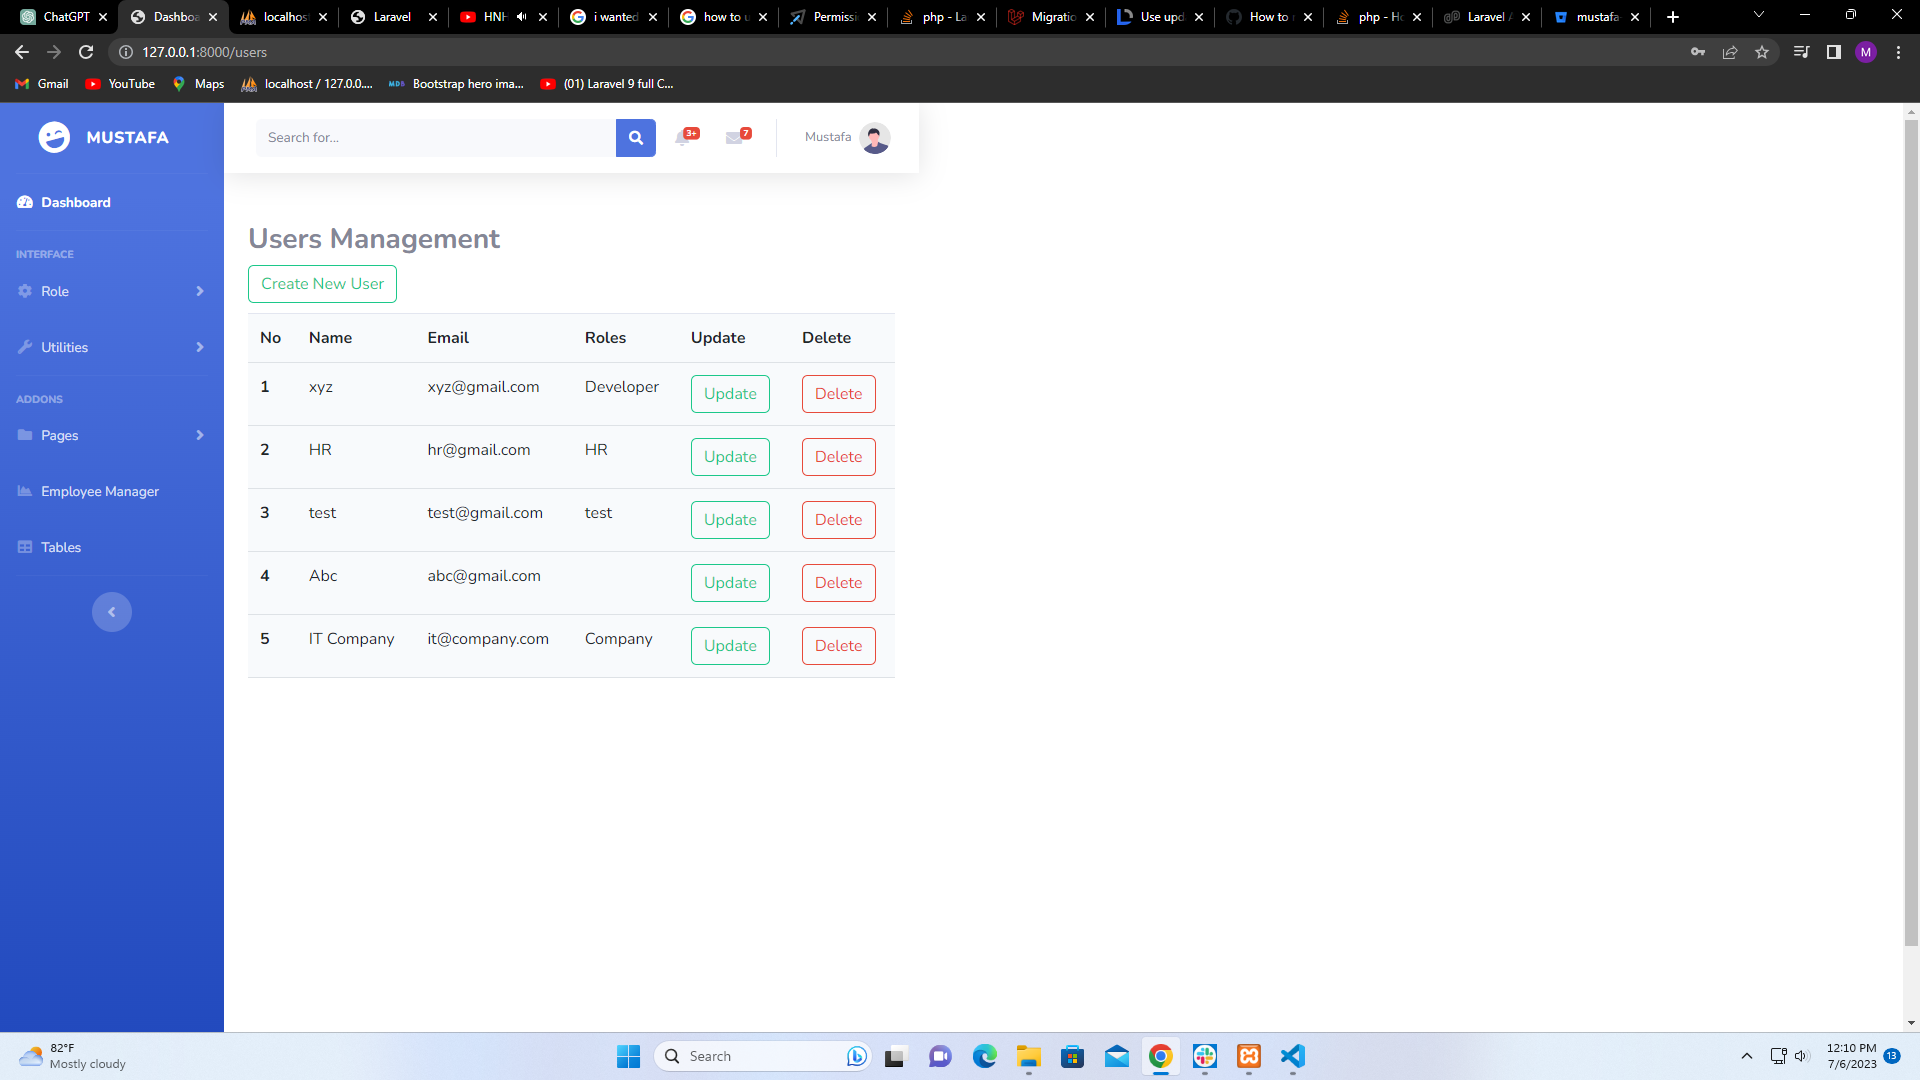 ChatGPT Dashboa localhos Laravel HNH i wanted how to u Permissi php - La Migratio Use upd How to php - Ho Laravel mustafa
127.0.0.1:8000/users M
Gmail YouTube Maps localhost / 127.0.0.... MDB Bootstrap hero ima... (01) Laravel 9 full C...
MUSTAFA
Search for... 3+ 7 Mustafa
Dashboard
INTERFACE
Role
Utilities
ADDONS
Pages
Employee Manager
Tables
Users Management
Create New User
No Name Email Roles Update Delete
1 xyz xyz@gmail.com Developer Update Delete
2 HR hr@gmail.com HR Update Delete
3 test test@gmail.com test Update Delete
4 Abc abc@gmail.com Update Delete
5 IT Company it@company.com Company Update Delete
82°F
Mostly cloudy
Search
12:10 PM
7/6/2023
13